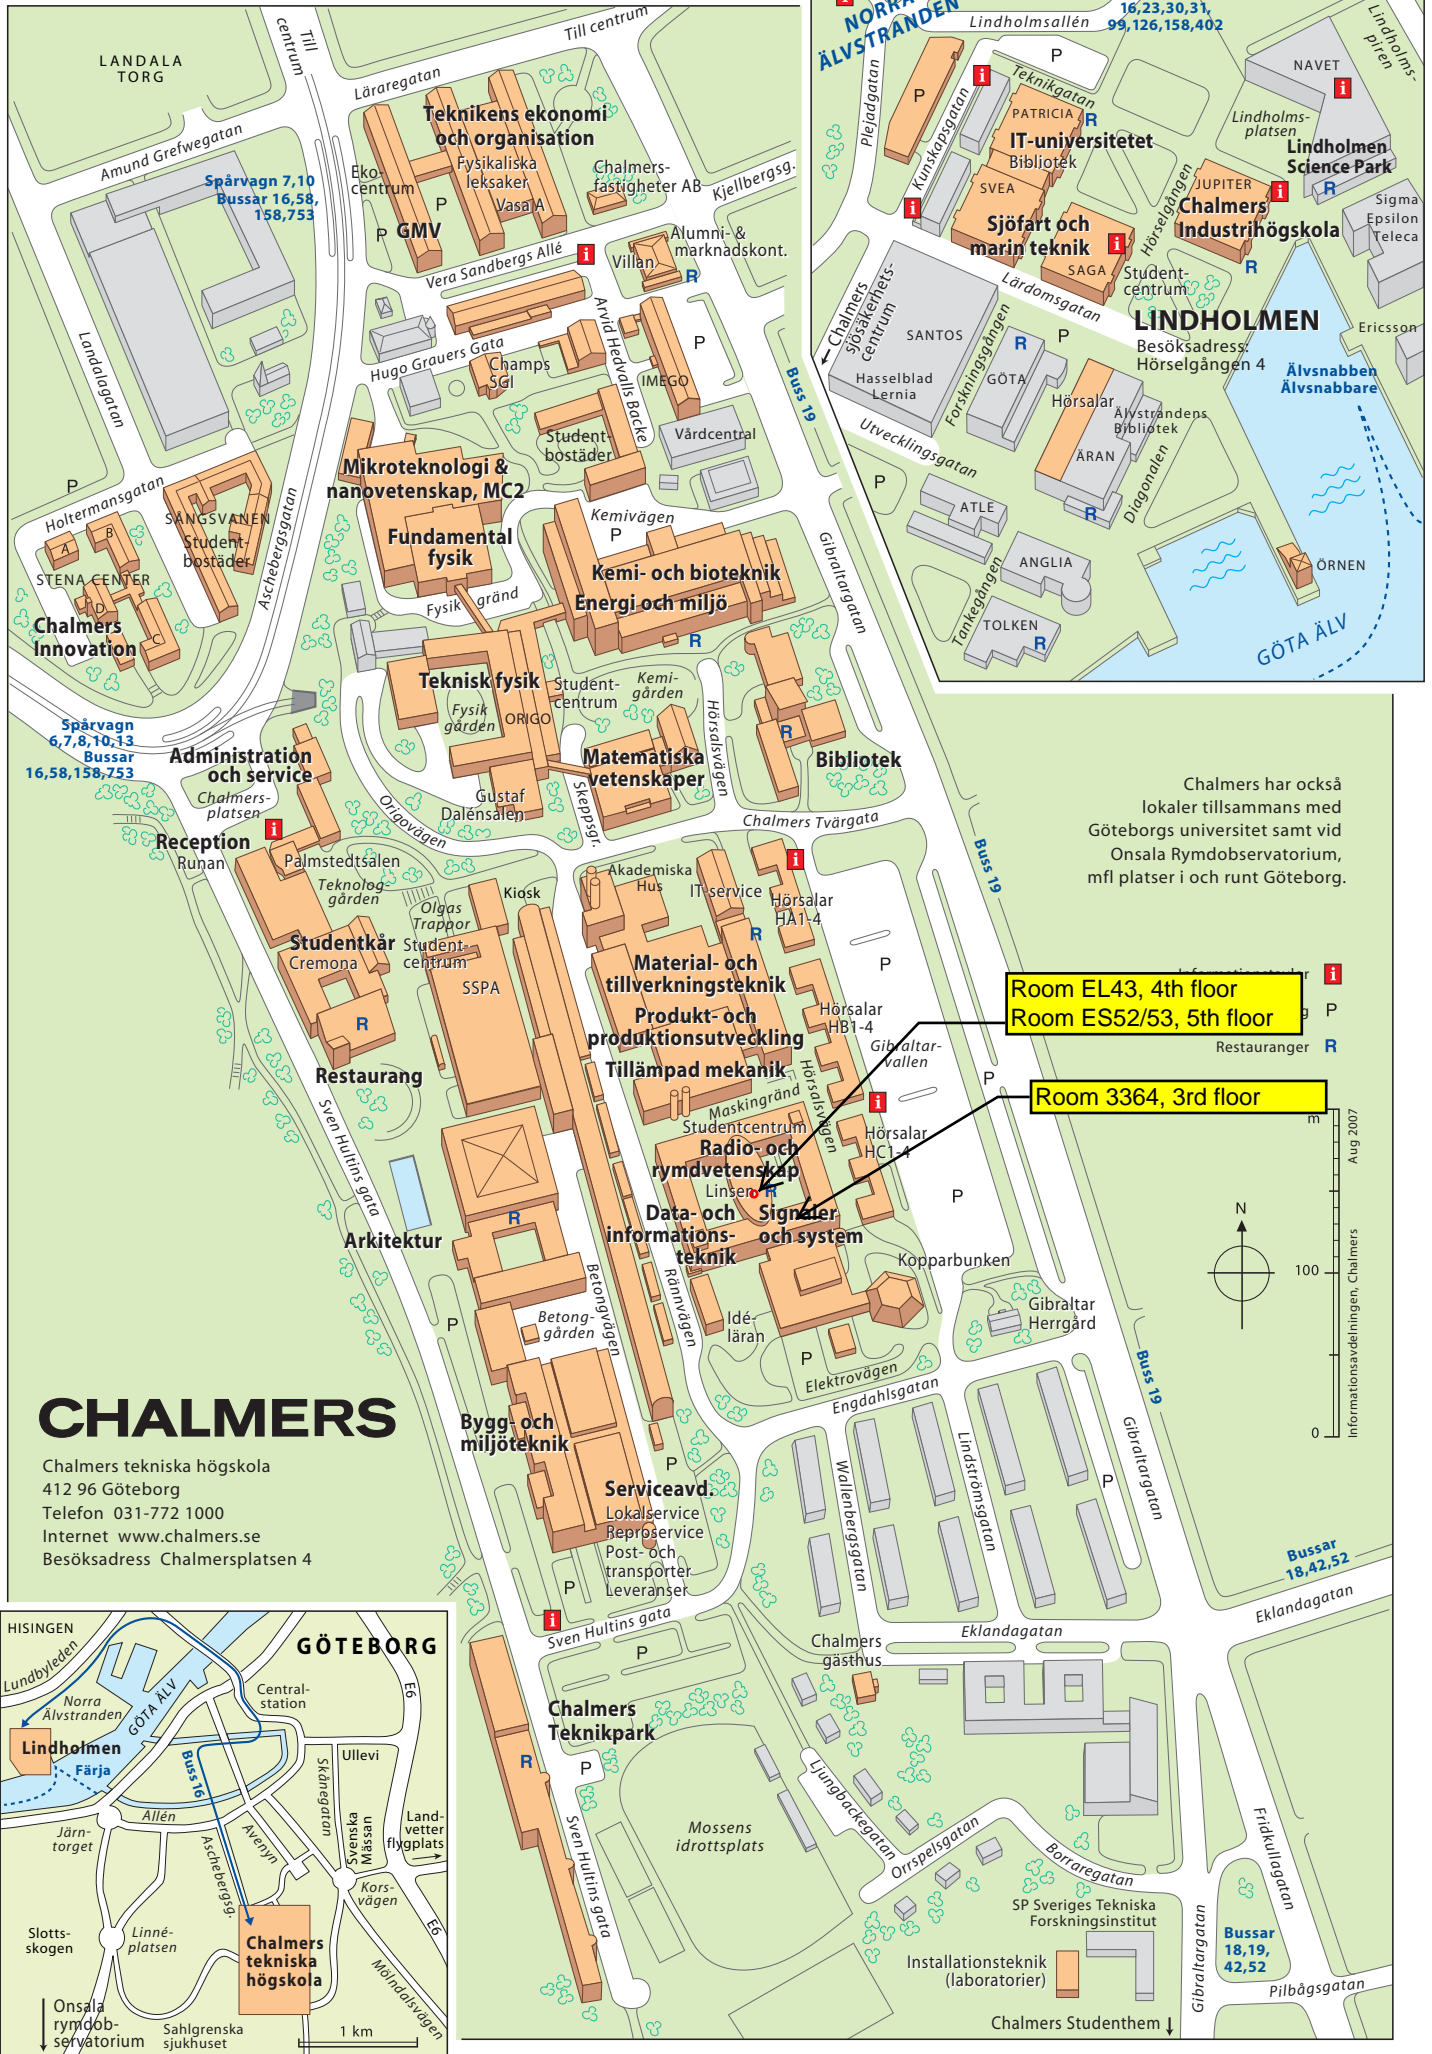 LANDALA
TORG
Till
centrum
Till centrum
Läraregatan
Amund Grefwegatan
Spårvagn 7,10
Bussar 16,58,
158,753
Teknikens ekonomi
och organisation
Fysikaliska
leksaker
Vasa A
Eko-
centrum
P
P
GMV
Chalmers-
fastigheter AB
Kjellbergsg.
Alumni- &
marknadskont.
Villan
R
i
Vera Sandbergs Allé
Hugo Grauers Gata
Arvid Hedvalls Backe
Champs
SGI
IMEGO
P
Student-
bostäder
Vårdcentral
Buss 19
Landalagatan
P
Holtermansgatan
Aschebergsgatan
SÄNGSVANEN
Student-
bostäder
A
B
STENA CENTER
D
C
Chalmers
Innovation
Mikroteknologi &
nanovetenskap, MC2
Fundamental
fysik
Kemivägen
P
Kemi- och bioteknik
Energi och miljö
R
Fysik gränd
Gibraltargatan
Teknisk fysik
Fysik
gården
ORIGO
Student-
centrum
Kemi-
gården
Hörsalsvägen
R
Bibliotek
Matematiska
vetenskaper
Gustaf
Dalénsalen
Skeppsgr.
Origovägen
Chalmers Tvärgata
Spårvagn
6,7,8,10,13
Bussar
16,58,158,753
Administration
och service
Chalmers-
platsen
i
Reception
Runan
Palmstedtsalen
Teknolog-
gården
Olgas
Trappor
Kiosk
Studentkår
Cremona
Student-
centrum
SSPA
R
Restaurang
Akademiska
Hus
IT-service
i
Hörsalar
HA1-4
R
Material- och
tillverkningsteknik
Produkt- och
produktionsutveckling
Tillämpad mekanik
P
Hörsalar
HB1-4
Gibraltar-
vallen
P
Maskingränd
Hörsalsvägen
i
Hörsalar
HC1-4
Studentcentrum
Radio- och
rymdvetenskap
Linsen
R
Data- och
informations-
teknik
Signaler
och system
P
Kopparbunken
Gibraltar
Herrgård
Room EL43, 4th floor
Room ES52/53, 5th floor
Room 3364, 3rd floor
Buss 19
Chalmers har också
lokaler tillsammans med
Göteborgs universitet samt vid
Onsala Rymdobservatorium,
mfl platser i och runt Göteborg.
i
g P
Restauranger R
m
100
0
N
Aug 2007
Informationsavdelningen, Chalmers
Sven Hultins gata
Arkitektur
R
Betongvägen
Rännvägen
Betong-
gården
P
Idé-
läran
P
Elektrovägen
Engdahlsgatan
Buss 19
Gibraltargatan
Wallenbergsgatan
Lindströmsgatan
P
Bygg- och
miljöteknik
P
Serviceavd.
Lokalservice
Reproservice
Post- och
transporter
Leveranser
P
i
Sven Hultins gata
P
Bussar
18,42,52
Eklandagatan
Eklandagatan
Chalmers
gästhus
CHALMERS
Chalmers tekniska högskola
412 96 Göteborg
Telefon 031-772 1000
Internet www.chalmers.se
Besöksadress Chalmersplatsen 4
Chalmers
Teknikpark
R
P
Sven Hultins gata
Mossens
idrottsplats
Ljungbackegatan
Orrspelsgatan
Borraregatan
Fridkullagatan
Gibraltargatan
SP Sveriges Tekniska
Forskningsinstitut
Installationsteknik
(laboratorier)
Bussar
18,19,
42,52
Pilbågsgatan
Chalmers Studenthem
i
NORRA
ÄLVSTRANDEN
Lindholmsallén
16,23,30,31,
99,126,158,402
Lindholms-
piren
Plejadgatan
P
Kunskapsgatan
i
P
Teknikgatan
PATRICIA
R
IT-universitetet
Bibliotek
SVEA
i
Sjöfart och
marin teknik
SAGA
i
Hörselgången
Student-
centrum
NAVET
i
Lindholms-
platsen
Lindholmen
Science Park
R
JUPITER
i
Chalmers
Industrihögskola
R
Sigma
Epsilon
Teleca
Ericsson
Lärdomsgatan
LINDHOLMEN
Besöksadress:
Hörselgången 4
Chalmers
sjösäkerhets-
centrum
SANTOS
Hasselblad
Lernia
Forskningsgången
R
GÖTA
P
Hörsalar
Älvstrandens
Bibliotek
ÄRAN
R
Diagonalen
Utvecklingsgatan
P
ATLE
ANGLIA
Tankegången
TOLKEN
R
Älvsnabben
Älvsnabbare
ÖRNEN
GÖTA ÄLV
HISINGEN
Lundbyleden
GÖTEBORG
Norra
Älvstranden
GÖTA ÄLV
Central-
station
E6
Lindholmen
Färja
Buss 16
Ullevi
Skånegatan
Svenska
Mässan
Land-
vetter
flygplats
Allén
Järn-
torget
Aschebergsg.
Avenyn
Kors-
vägen
E6
Slotts-
skogen
Linné-
platsen
Chalmers
tekniska
högskola
Mölndalsvägen
Onsala
rymdob-
servatorium
Sahlgrenska
sjukhuset
1 km